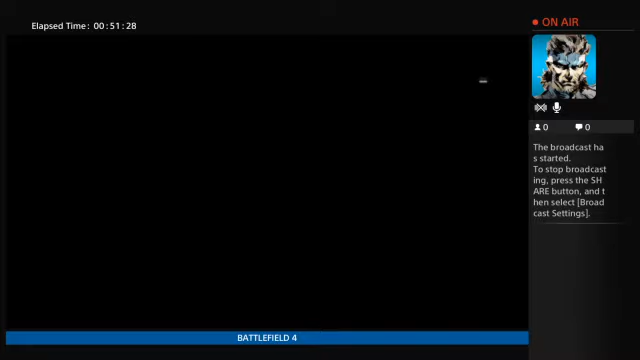 Elapsed Time: 00:51:28
ON AIR
0 0
The broadcast ha
s started.
To stop broadcast
ing, press the SH
ARE button, and t
hen select [Broad
cast Settings].
BATTLEFIELD 4